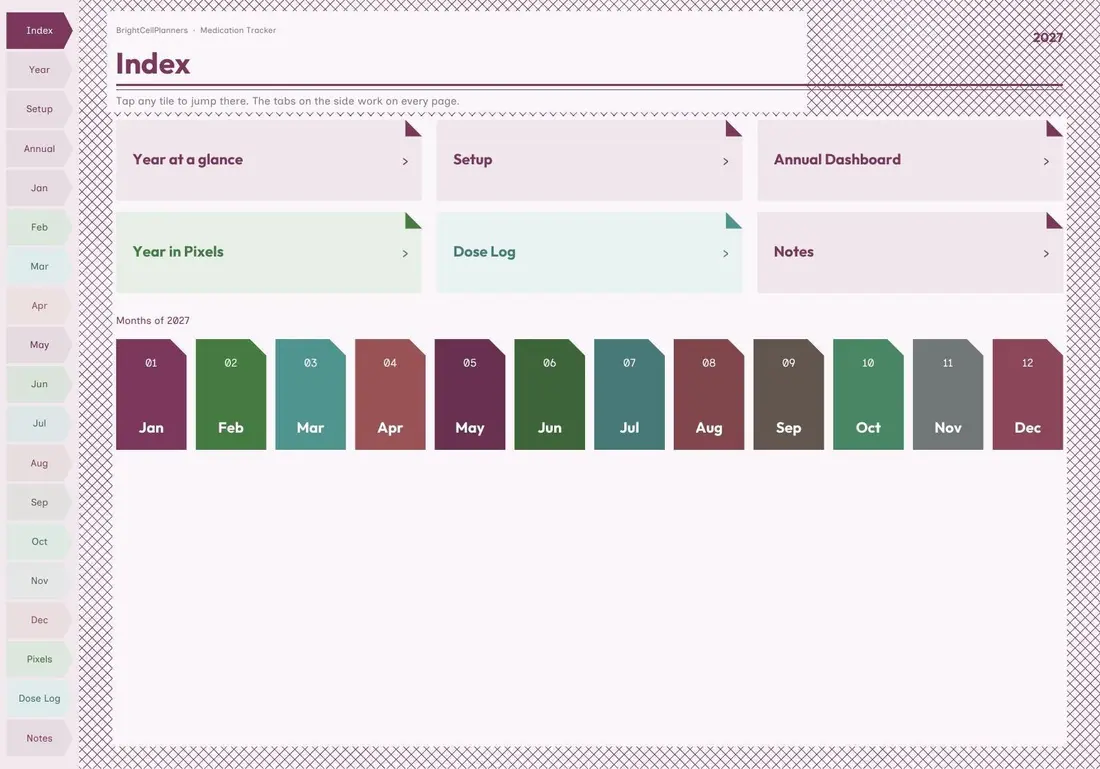 Index
Year
Setup
Annual
Jan
Feb
Mar
Apr
May
Jun
Jul
Aug
Sep
Oct
Nov
Dec
Pixels
Dose Log
Notes
BrightCellPlanners · Medication Tracker
2027
Index
Tap any tile to jump there. The tabs on the side work on every page.
Year at a glance >
Setup >
Annual Dashboard >
Year in Pixels >
Dose Log >
Notes >
Months of 2027
01 02 03 04 05 06 07 08 09 10 11 12
Jan Feb Mar Apr May Jun Jul Aug Sep Oct Nov Dec